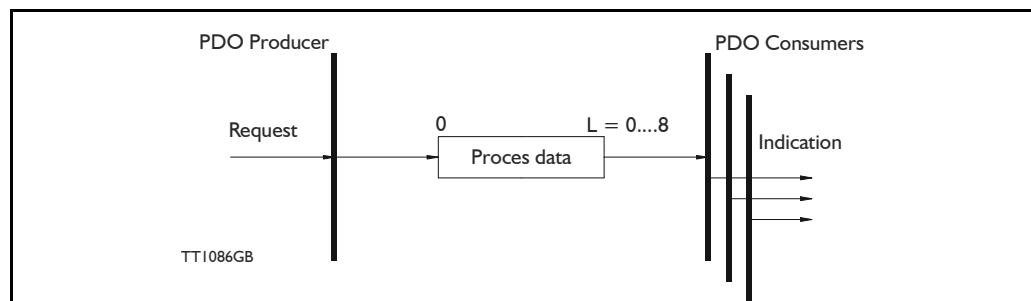 PDO Producer
PDO Consumers
0
L = 0....8
Request
Proces data
Indication
TT1086GB